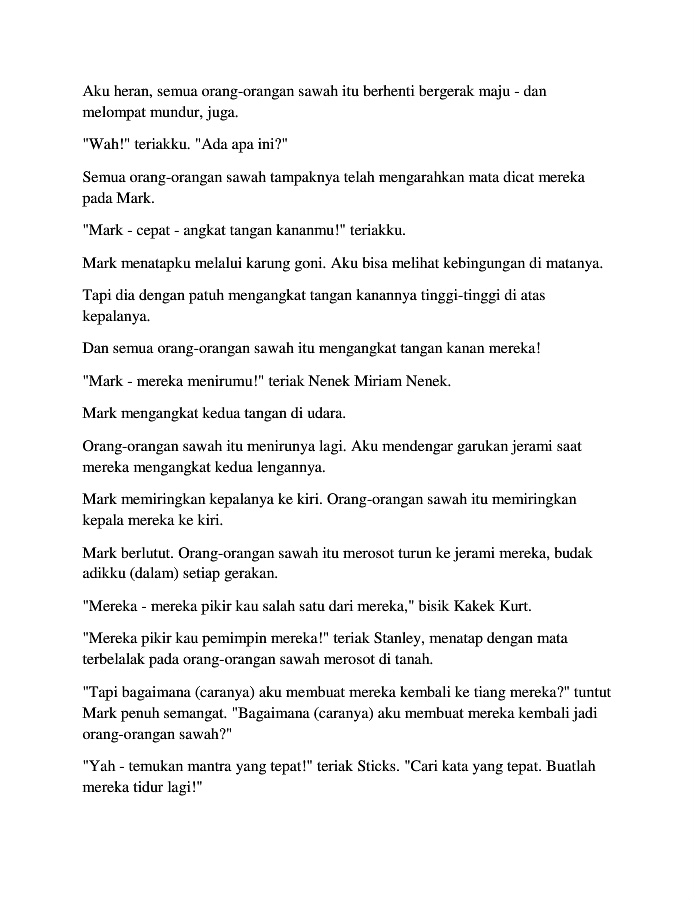 Aku heran, semua orang-orangan sawah itu berhenti bergerak maju - dan
melompat mundur, juga.
"Wah!" teriakku. "Ada apa ini?"
Semua orang-orangan sawah tampaknya telah mengarahkan mata dicat mereka
pada Mark.
"Mark - cepat - angkat tangan kananmu!" teriakku.
Mark menatapku melalui karung goni. Aku bisa melihat kebingungan di matanya.
Tapi dia dengan patuh mengangkat tangan kanannya tinggi-tinggi di atas
kepalanya.
Dan semua orang-orangan sawah itu mengangkat tangan kanan mereka!
"Mark - mereka menirumu!" teriak Nenek Miriam Nenek.
Mark mengangkat kedua tangan di udara.
Orang-orangan sawah itu menirunya lagi. Aku mendengar garukan jerami saat
mereka mengangkat kedua lengannya.
Mark memiringkan kepalanya ke kiri. Orang-orangan sawah itu memiringkan
kepala mereka ke kiri.
Mark berlutut. Orang-orangan sawah itu merosot turun ke jerami mereka, budak
adikku (dalam) setiap gerakan.
"Mereka - mereka pikir kau salah satu dari mereka," bisik Kakek Kurt.
"Mereka pikir kau pemimpin mereka!" teriak Stanley, menatap dengan mata
terbelalak pada orang-orangan sawah merosot di tanah.
"Tapi bagaimana (caranya) aku membuat mereka kembali ke tiang mereka?" tuntut
Mark penuh semangat. "Bagaimana (caranya) aku membuat mereka kembali jadi
orang-orangan sawah?"
"Yah - temukan mantra yang tepat!" teriak Sticks. "Cari kata yang tepat. Buatlah
mereka tidur lagi!"